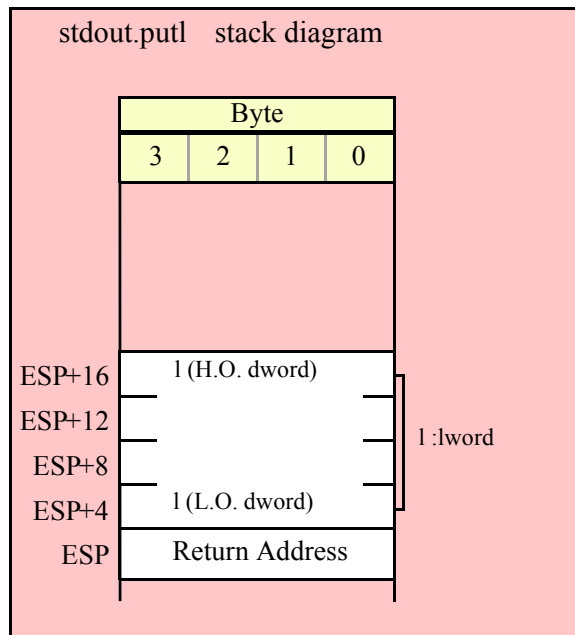 stdout.putl stack diagram
Byte
3 2 1 0
ESP+16 l (H.O. dword)
ESP+12
l :lword
ESP+8
ESP+4 l (L.O. dword)
ESP Return Address